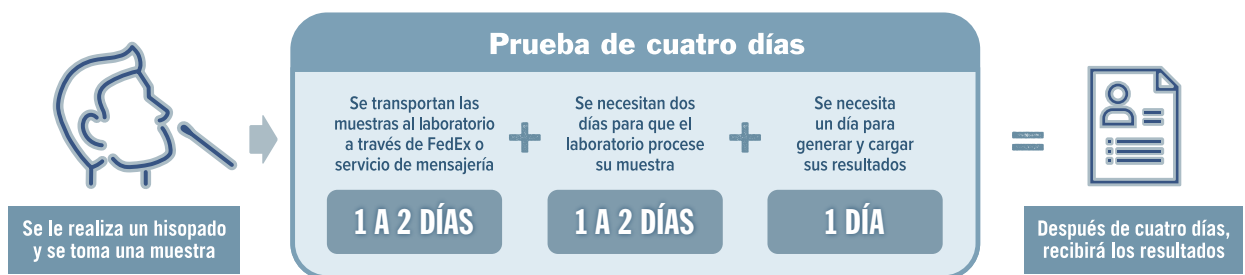 Prueba de cuatro días
Se le realiza un hisopado
y se toma una muestra
Se transportan las
muestras al laboratorio
a través de FedEx o
servicio de mensajería
1 A 2 DÍAS
+
Se necesitan dos
días para que el
laboratorio procese
su muestra
1 A 2 DÍAS
+
Se necesita
un día para
generar y cargar
sus resultados
1 DÍA
=
Después de cuatro días,
recibirá los resultados